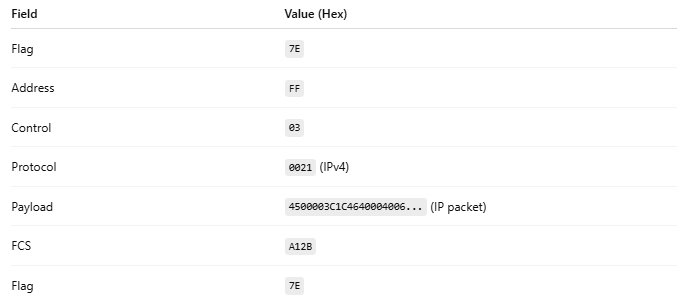 Field Value (Hex)
Flag 7E
Address FF
Control 03
Protocol 0021 (IPv4)
Payload 4500003C1C4640004006... (IP packet)
FCS A12B
Flag 7E